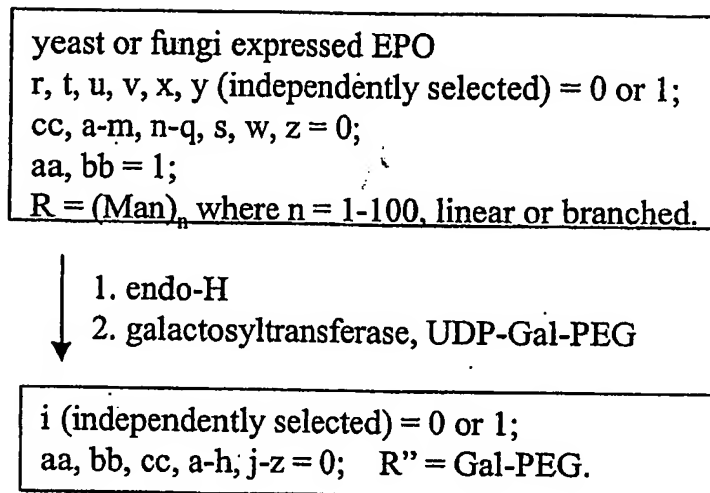 yeast or fungi expressed EPO
r, t, u, v, x, y (independently selected) = 0 or 1;
cc, a-m, n-q, s, w, z = 0;
aa, bb = 1;
R = (Man)n where n = 1-100, linear or branched.
1. endo-H
2. galactosyltransferase, UDP-Gal-PEG
i (independently selected) = 0 or 1;
aa, bb, cc, a-h, j-z = 0; R” = Gal-PEG.